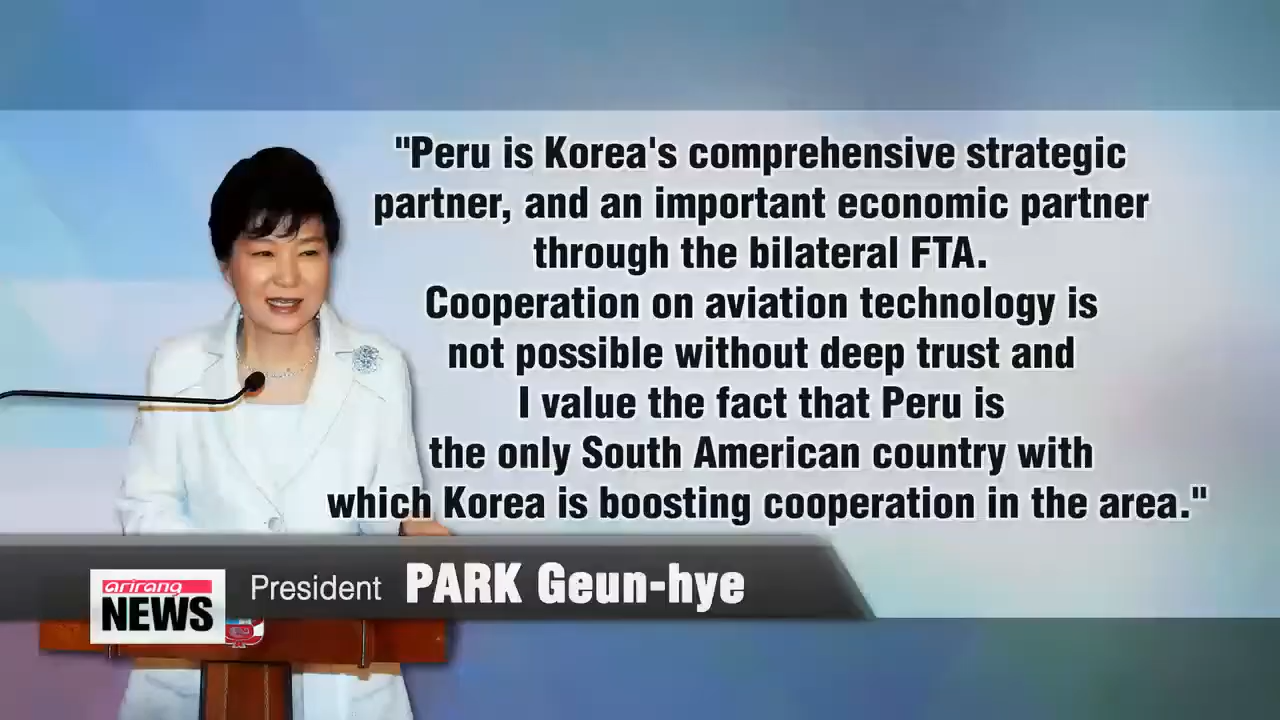 "Peru is Korea's comprehensive strategic
partner, and an important economic partner
through the bilateral FTA.
Cooperation on aviation technology is
not possible without deep trust and
I value the fact that Peru is
the only South American country with
which Korea is boosting cooperation in the area."
President PARK Geun-hye
arirang
NEWS